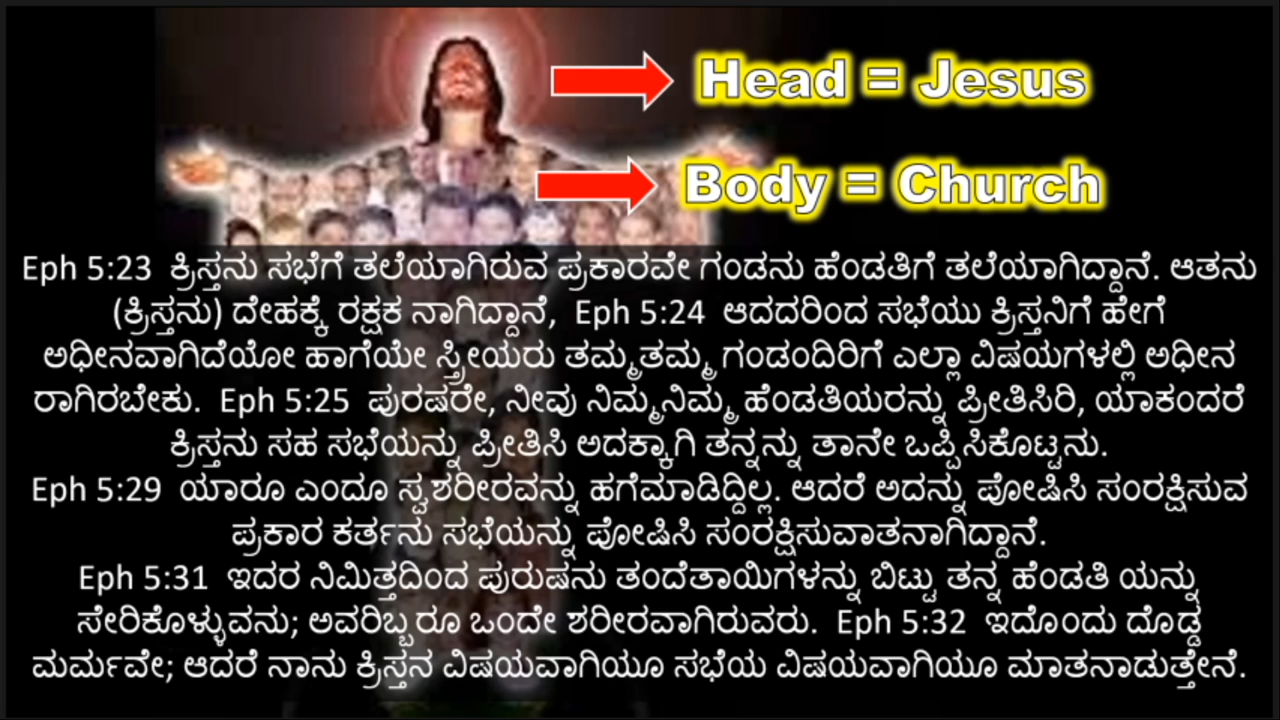 Head = Jesus
Body = Church
Eph 5:23 ಕ್ರಿಸ್ತನು ಸಭೆಗೆ ತಲೆಯಾಗಿರುವ ಪ್ರಕಾರವೇ ಗಂಡನು ಹೆಂಡತಿಗೆ ತಲೆಯಾಗಿದ್ದಾನೆ. ಆತನು
(ಕ್ರಿಸ್ತನು) ದೇಹಕ್ಕೆ ರಕ್ಷಕ ನಾಗಿದ್ದಾನೆ, Eph 5:24 ಆದದರಿಂದ ಸಭೆಯು ಕ್ರಿಸ್ತನಿಗೆ ಹೇಗೆ
ಅಧೀನವಾಗಿದೆಯೋ ಹಾಗೆಯೇ ಸ್ತ್ರೀಯರು ತಮ್ಮತಮ್ಮ ಗಂಡಂದಿರಿಗೆ ಎಲ್ಲಾ ವಿಷಯಗಳಲ್ಲಿ ಅಧೀನ
ರಾಗಿರಬೇಕು. Eph 5:25 ಪುರಷರೇ, ನೀವು ನಿಮ್ಮನಿಮ್ಮ ಹೆಂಡತಿಯರನ್ನು ಪ್ರೀತಿಸಿರಿ, ಯಾಕಂದರೆ
ಕ್ರಿಸ್ತನು ಸಹ ಸಭೆಯನ್ನು ಪ್ರೀತಿಸಿ ಅದಕ್ಕಾಗಿ ತನ್ನನ್ನು ತಾನೇ ಒಪ್ಪಿಸಿಕೊಟ್ಟನು.
Eph 5:29 ಯಾರೂ ಎಂದೂ ಸ್ವಶರೀರವನ್ನು ಹಗೆಮಾಡಿದ್ದಿಲ್ಲ. ಆದರೆ ಅದನ್ನು ಪೋಷಿಸಿ ಸಂರಕ್ಷಿಸುವ
ಪ್ರಕಾರ ಕರ್ತನು ಸಭೆಯನ್ನು ಪೋಷಿಸಿ ಸಂರಕ್ಷಿಸುವಾತನಾಗಿದ್ದಾನೆ.
Eph 5:31 ಇದರ ನಿಮಿತ್ತದಿಂದ ಪುರುಷನು ತಂದೆತಾಯಿಗಳನ್ನು ಬಿಟ್ಟು ತನ್ನ ಹೆಂಡತಿ ಯನ್ನು
ಸೇರಿಕೊಳ್ಳುವನು; ಅವರಿಬ್ಬರೂ ಒಂದೇ ಶರೀರವಾಗಿರುವರು. Eph 5:32 ಇದೊಂದು ದೊಡ್ಡ
ಮರ್ಮವೇ; ಆದರೆ ನಾನು ಕ್ರಿಸ್ತನ ವಿಷಯವಾಗಿಯೂ ಸಭೆಯ ವಿಷಯವಾಗಿಯೂ ಮಾತನಾಡುತ್ತೇನೆ.